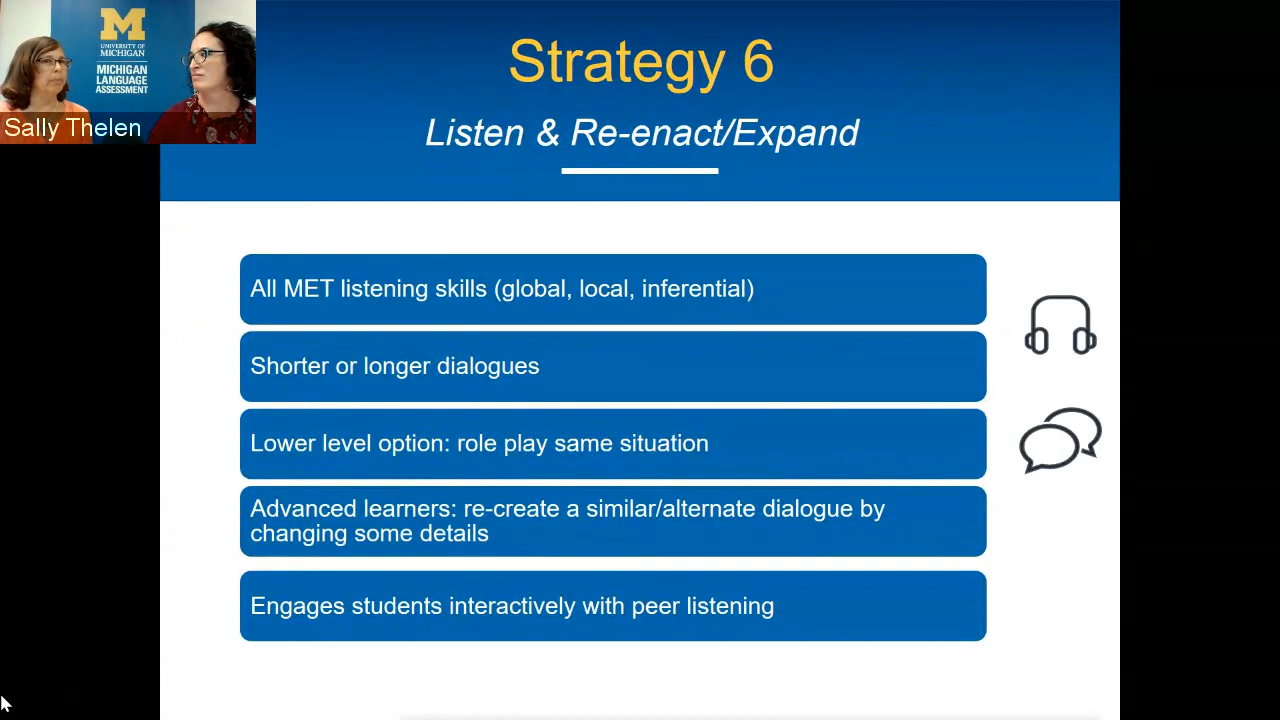 M
UNIVERSITY OF
MICHIGAN
MICHIGAN
LANGUAGE
ASSESSMENT
Sally Thelen
Strategy 6
Listen & Re-enact/Expand
All MET listening skills (global, local, inferential)
Shorter or longer dialogues
Lower level option: role play same situation
Advanced learners: re-create a similar/alternate dialogue by
changing some details
Engages students interactively with peer listening